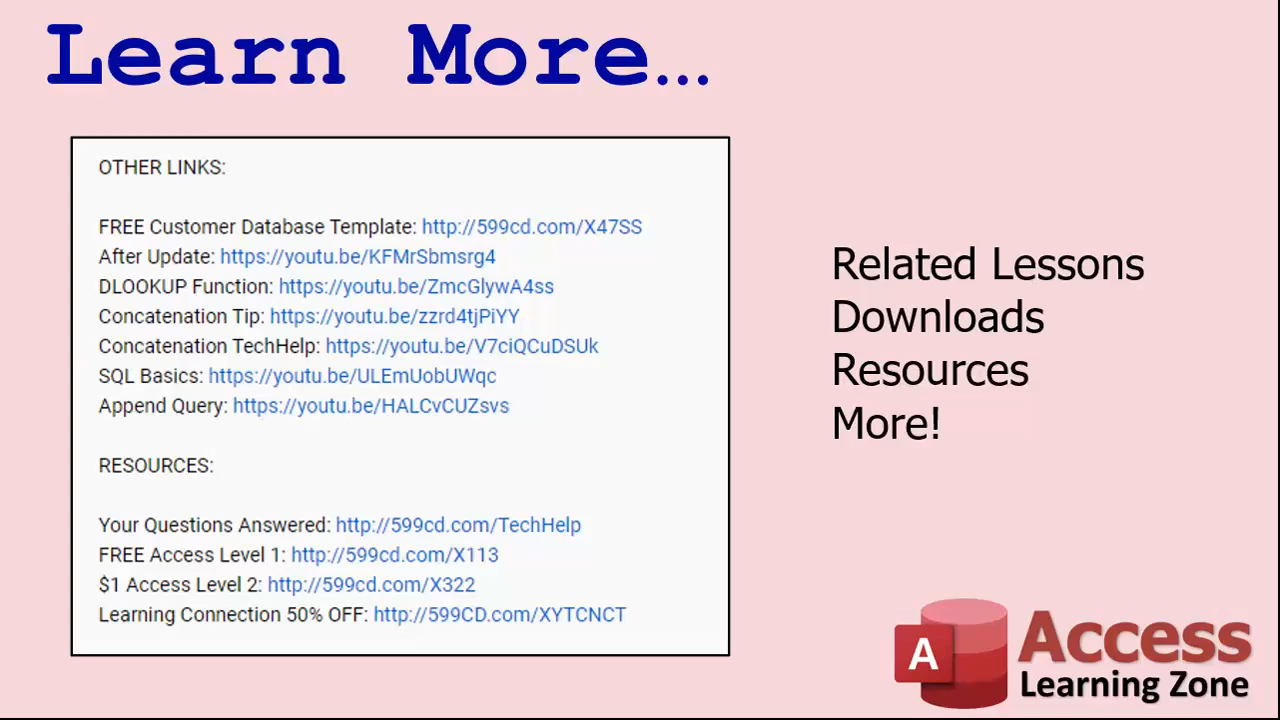 Learn More...
OTHER LINKS:
FREE Customer Database Template: http://599cd.com/X47SS
After Update: https://youtu.be/KFMrSbmsrg4
DLOOKUP Function: https://youtu.be/ZmcGlywA4ss
Concatenation Tip: https://youtu.be/zzrd4tjPiYY
Concatenation TechHelp: https://youtu.be/V7ciQCuDSUk
SQL Basics: https://youtu.be/ULEmUobUWqc
Append Query: https://youtu.be/HALCvCUZsvs
RESOURCES:
Your Questions Answered: http://599cd.com/TechHelp
FREE Access Level 1: http://599cd.com/X113
$1 Access Level 2: http://599cd.com/X322
Learning Connection 50% OFF: http://599CD.com/XYTCNCT
Related Lessons
Downloads
Resources
More!
A
Access
Learning Zone